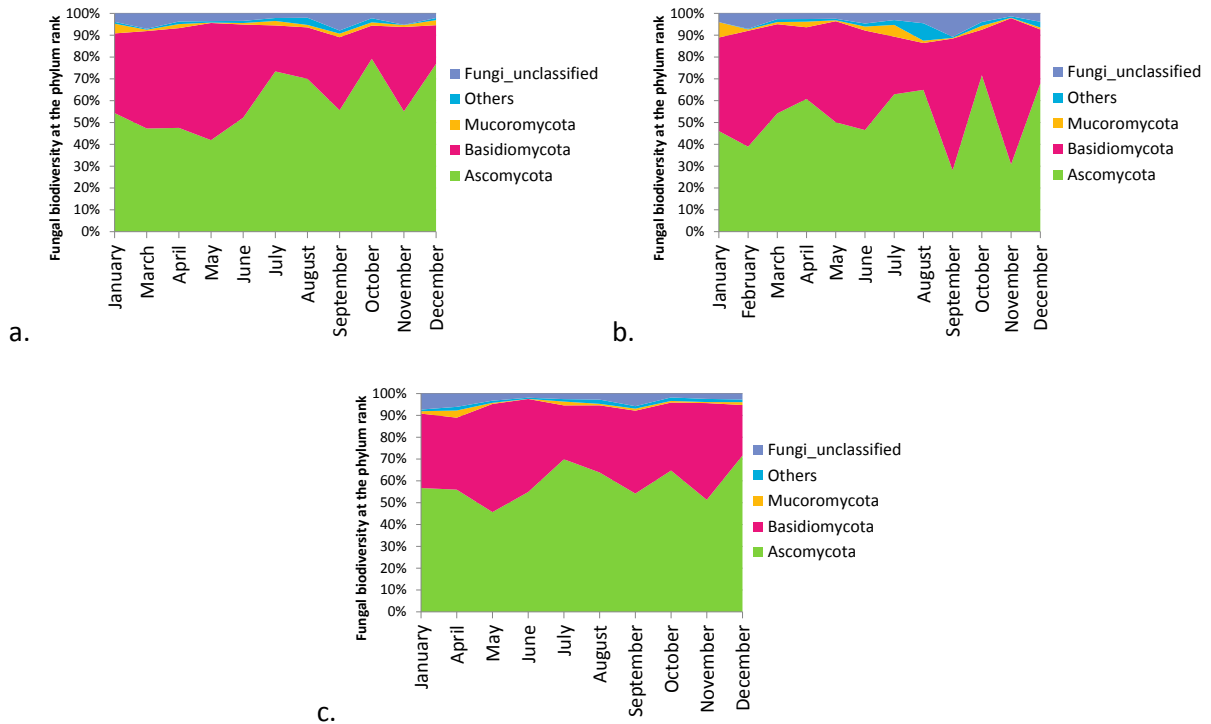 Fungal biodiversity at the phylum rank
100%
90%
80%
70%
60%
50%
40%
30%
20%
10%
0%
January
March
April
May
June
July
August
September
October
November
December
Fungi_unclassified
Others
Mucoromycota
Basidiomycota
Ascomycota
a.
Fungal biodiversity at the phylum rank
100%
90%
80%
70%
60%
50%
40%
30%
20%
10%
0%
January
February
March
April
May
June
July
August
September
October
November
December
Fungi_unclassified
Others
Mucoromycota
Basidiomycota
Ascomycota
b.
Fungal biodiversity at the phylum rank
100%
90%
80%
70%
60%
50%
40%
30%
20%
10%
0%
January
April
May
June
July
August
September
October
November
December
Fungi_unclassified
Others
Mucoromycota
Basidiomycota
Ascomycota
c.